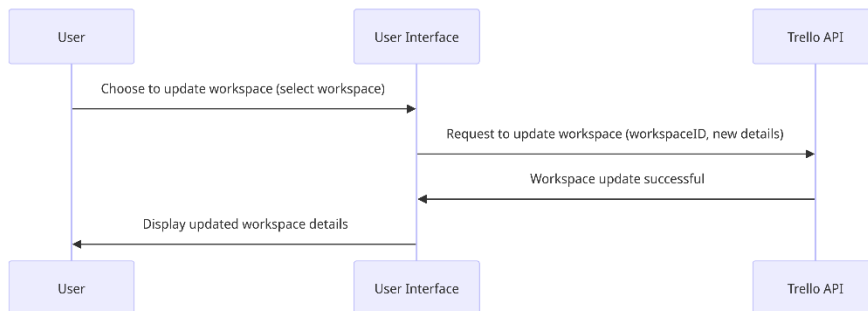 User
User Interface
Trello API
Choose to update workspace (select workspace)
Request to update workspace (workspaceID, new details)
Workspace update successful
Display updated workspace details
User
User Interface
Trello API